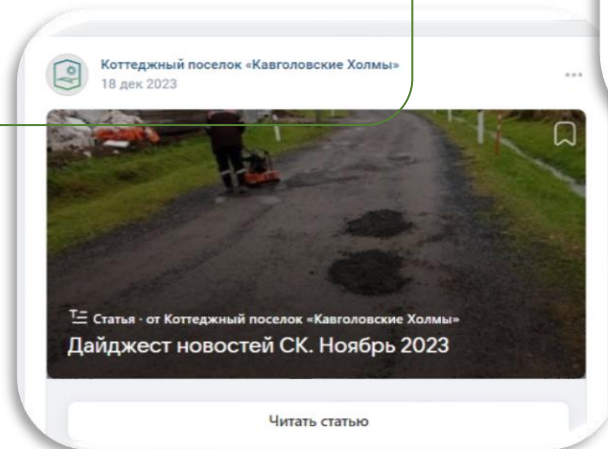 Коттеджный поселок «Кавголовские Холмы»
18 дек 2023
Статья · от Коттеджный поселок «Кавголовские Холмы»
Дайджест новостей СК. Ноябрь 2023
Читать статью